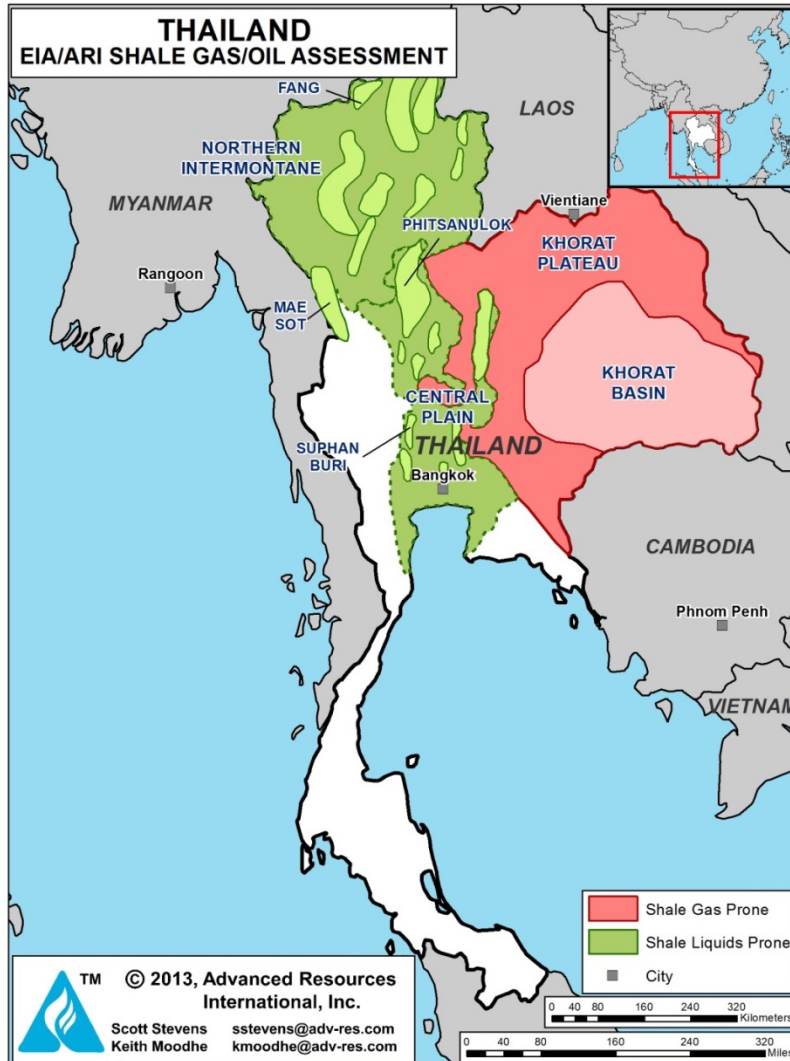 THAILAND
EIA/ARI SHALE GAS/OIL ASSESSMENT
FANG
LAOS
NORTHERN
INTERMONTANE
MYANMAR
Vientiane
PHITSANULOK
KHORAT
PLATEAU
Rangoon
MAE
SOT
KHORAT
BASIN
CENTRAL
PLAIN
THAILAND
SUPHAN
BURI
Bangkok
CAMBODIA
Phnom Penh
VIETNAM
Shale Gas Prone
Shale Liquids Prone
City
TM
© 2013, Advanced Resources
International, Inc.
Scott Stevens sstevens@adv-res.com
Keith Moodhe kmoodhe@adv-res.com
0 40 80 160 240 320
Kilometers
0 40 80 160 240 320
Miles